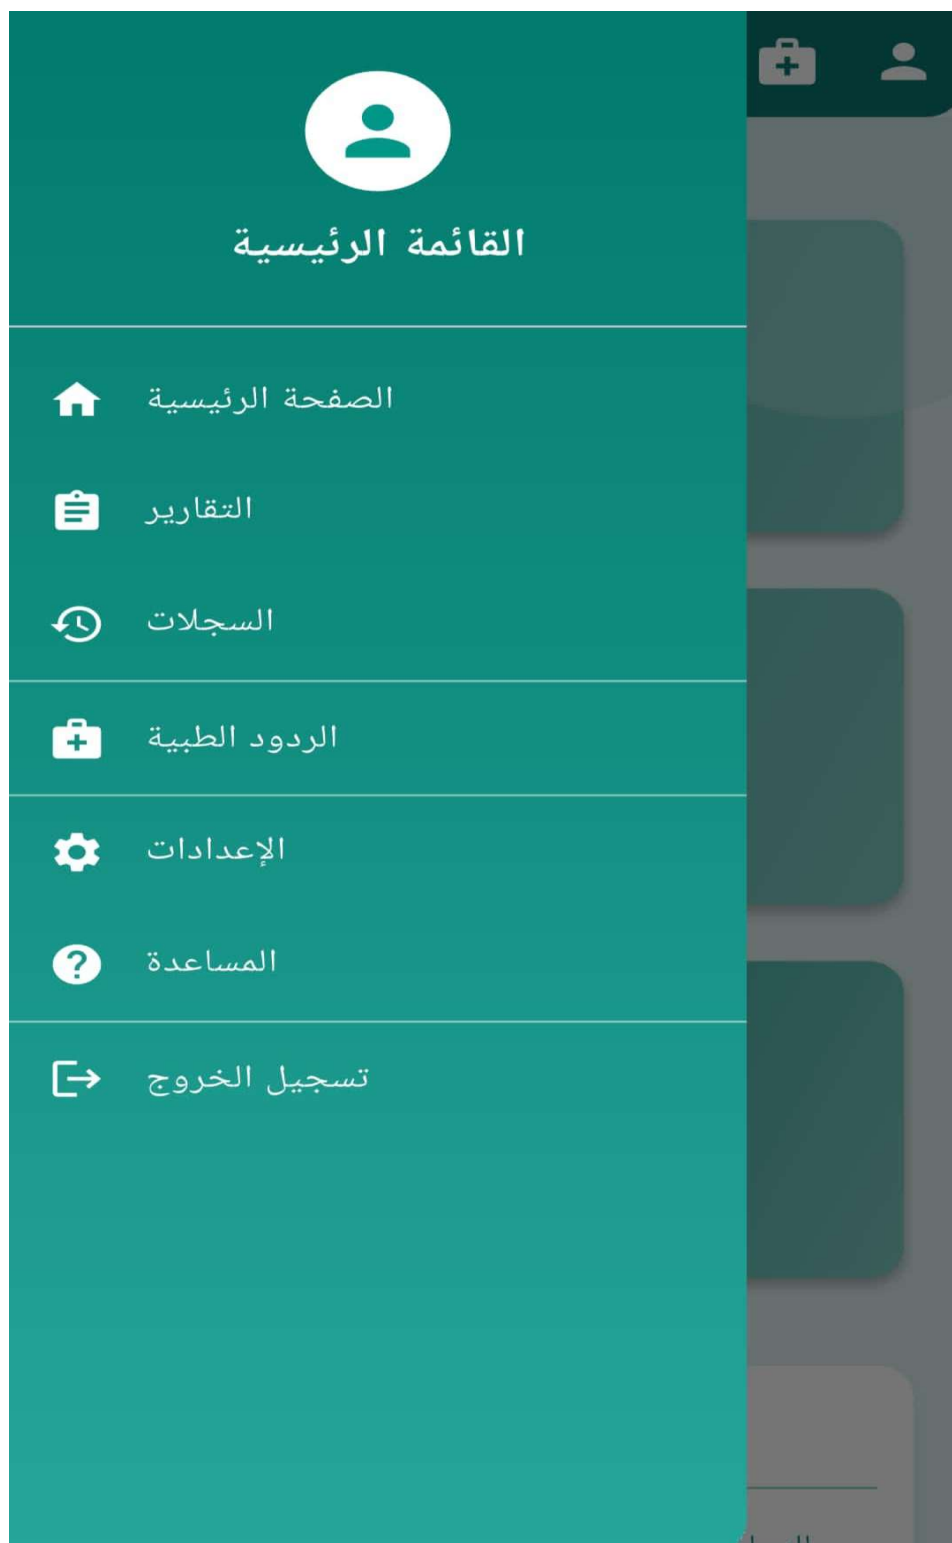 القائمة الرئيسية
الصفحة الرئيسية
التقارير
السجلات
الردود الطبية
الإعدادات
المساعدة
تسجيل الخروج